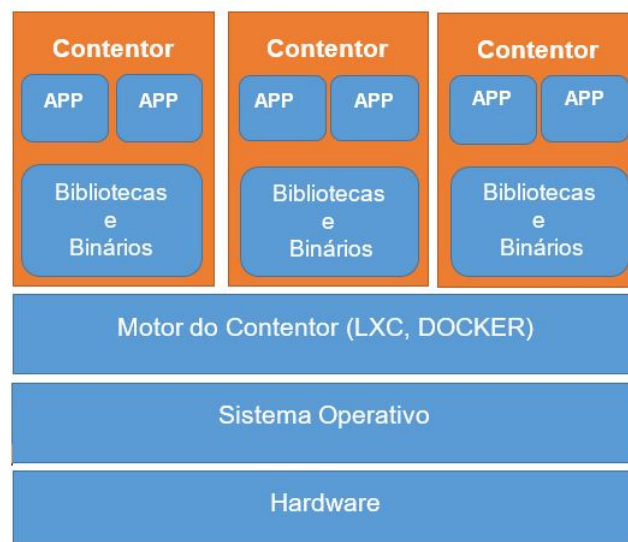 Contentor
APP APP
Bibliotecas
e
Binários
Contentor
APP APP
Bibliotecas
e
Binários
Contentor
APP APP
Bibliotecas
e
Binários
Motor do Contentor (LXC, DOCKER)
Sistema Operativo
Hardware